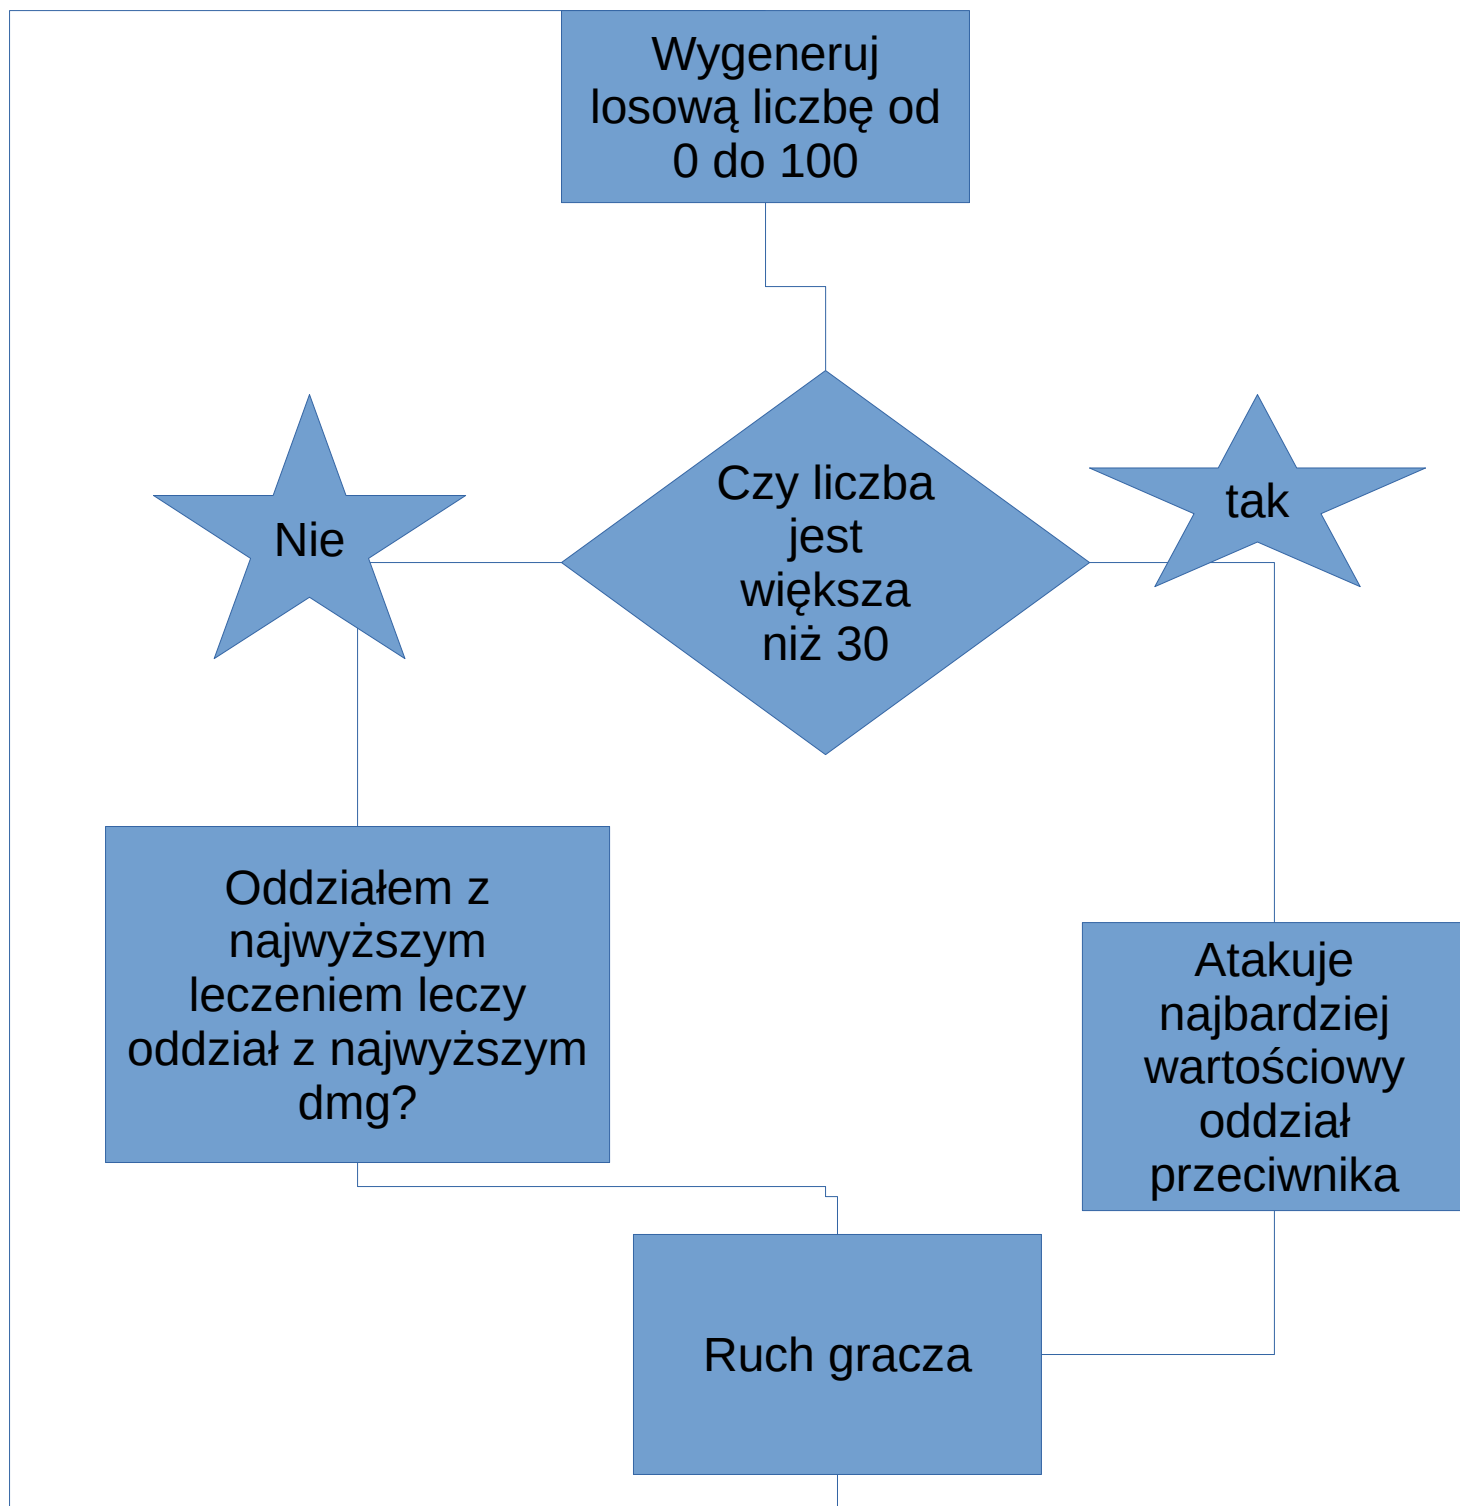 Wygeneruj
losową liczbę od
0 do 100
Nie
Czy liczba
jest
większa
niż 30
tak
Oddziałem z
najwyższym
leczeniem leczy
oddział z najwyższym
dmg?
Atakuje
najbardziej
wartościowy
oddział
przeciwnika
Ruch gracza